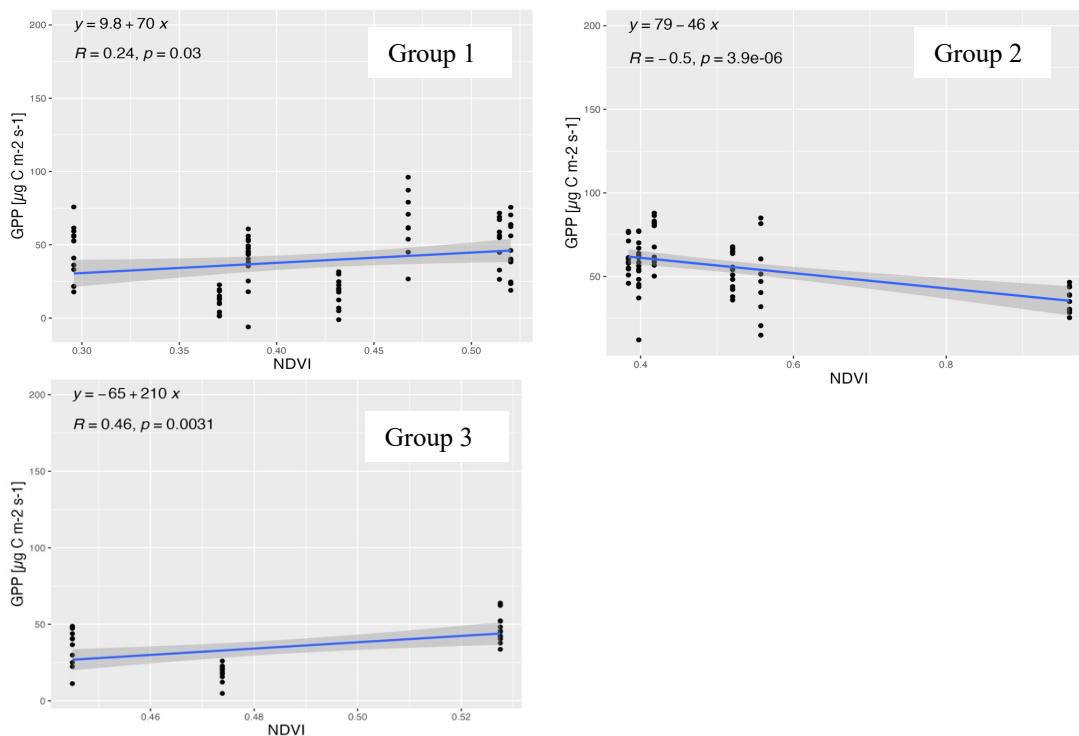 y = 9.8 + 70 x
R = 0.24, p = 0.03
Group 1
200
150
100
50
0
GPP [µg C m-2 s-1]
0.30 0.35 0.40 0.45 0.50
NDVI
y = 79 − 46 x
R = −0.5, p = 3.9e-06
Group 2
200
150
100
50
GPP [µg C m-2 s-1]
0.4 0.6 0.8
NDVI
y = −65 + 210 x
R = 0.46, p = 0.0031
Group 3
200
150
100
50
0
GPP [µg C m-2 s-1]
0.46 0.48 0.50 0.52
NDVI